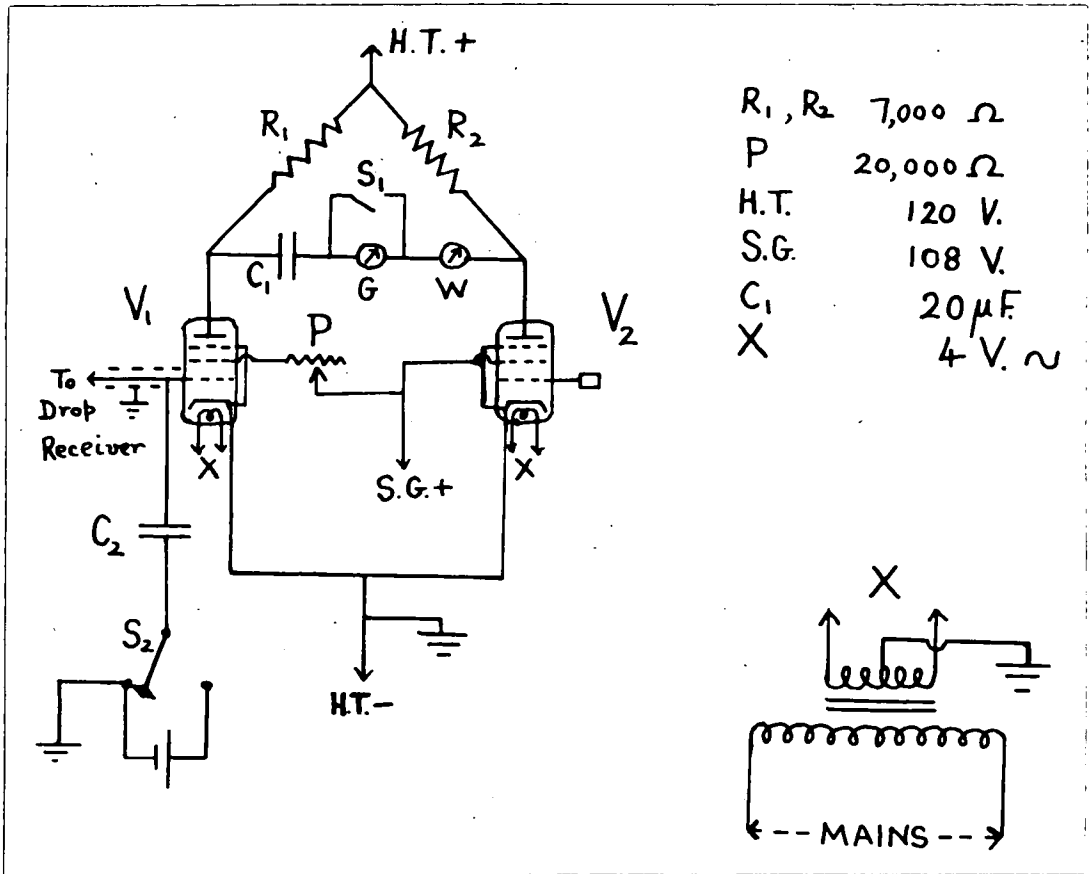 H.T.+
R₁
R₂
S₁
C₁
G
W
V₁
P
V₂
To
Drop
Receiver
X
X
S.G.+
C₂
S₂
H.T.-
R₁, R₂ 7,000 Ω
P 20,000 Ω
H.T. 120 V.
S.G. 108 V.
C₁ 20 μF.
X 4 V. ~
X
MAINS